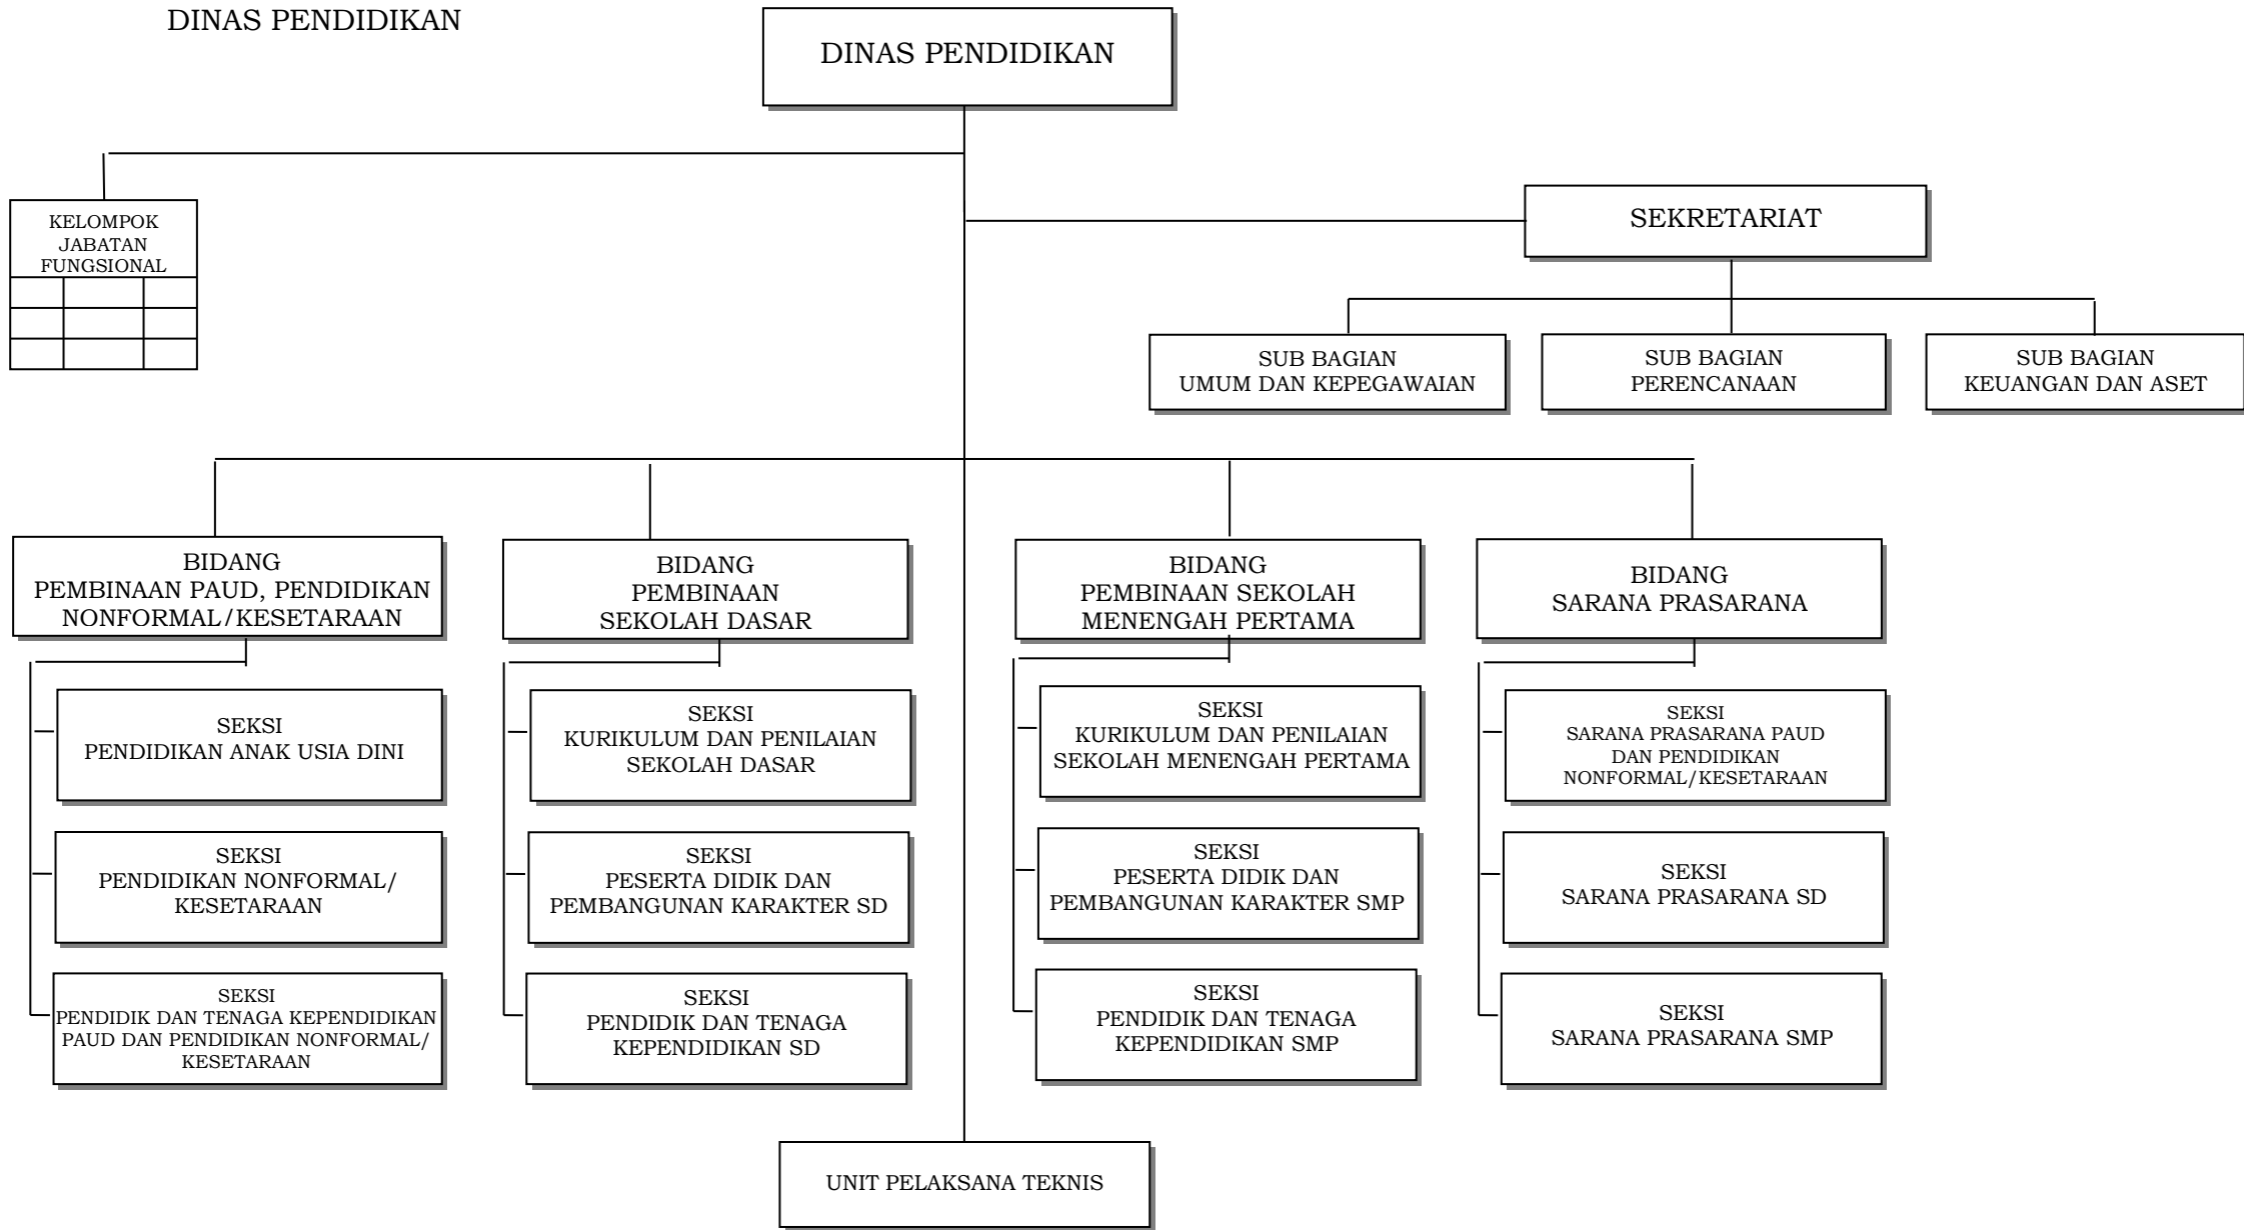 DINAS PENDIDIKAN
DINAS PENDIDIKAN
KELOMPOK
JABATAN
FUNGSIONAL
SEKRETARIAT
SUB BAGIAN
UMUM DAN KEPEGAWAIAN
SUB BAGIAN
PERENCANAAN
SUB BAGIAN
KEUANGAN DAN ASET
BIDANG
PEMBINAAN PAUD, PENDIDIKAN
NONFORMAL/KESETARAAN
BIDANG
PEMBINAAN
SEKOLAH DASAR
BIDANG
PEMBINAAN SEKOLAH
MENENGAH PERTAMA
BIDANG
SARANA PRASARANA
SEKSI
PENDIDIKAN ANAK USIA DINI
SEKSI
KURIKULUM DAN PENILAIAN
SEKOLAH DASAR
SEKSI
KURIKULUM DAN PENILAIAN
SEKOLAH MENENGAH PERTAMA
SEKSI
SARANA PRASARANA PAUD
DAN PENDIDIKAN
NONFORMAL/KESETARAAN
SEKSI
PENDIDIKAN NONFORMAL/
KESETARAAN
SEKSI
PESERTA DIDIK DAN
PEMBANGUNAN KARAKTER SD
SEKSI
PESERTA DIDIK DAN
PEMBANGUNAN KARAKTER SMP
SEKSI
SARANA PRASARANA SD
SEKSI
PENDIDIK DAN TENAGA KEPENDIDIKAN
PAUD DAN PENDIDIKAN NONFORMAL/
KESETARAAN
SEKSI
PENDIDIK DAN TENAGA
KEPENDIDIKAN SD
SEKSI
PENDIDIK DAN TENAGA
KEPENDIDIKAN SMP
SEKSI
SARANA PRASARANA SMP
UNIT PELAKSANA TEKNIS